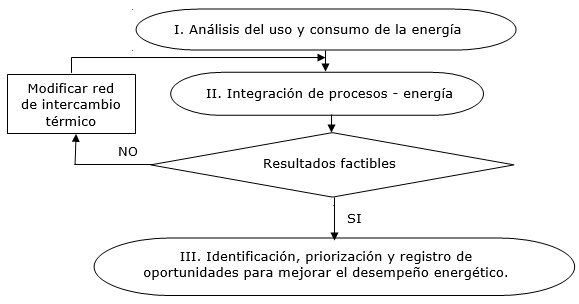 I. Análisis del uso y consumo de la energía
Modificar red
de intercambio
térmico
II. Integración de procesos - energía
NO
Resultados factibles
SI
III. Identificación, priorización y registro de
oportunidades para mejorar el desempeño energético.